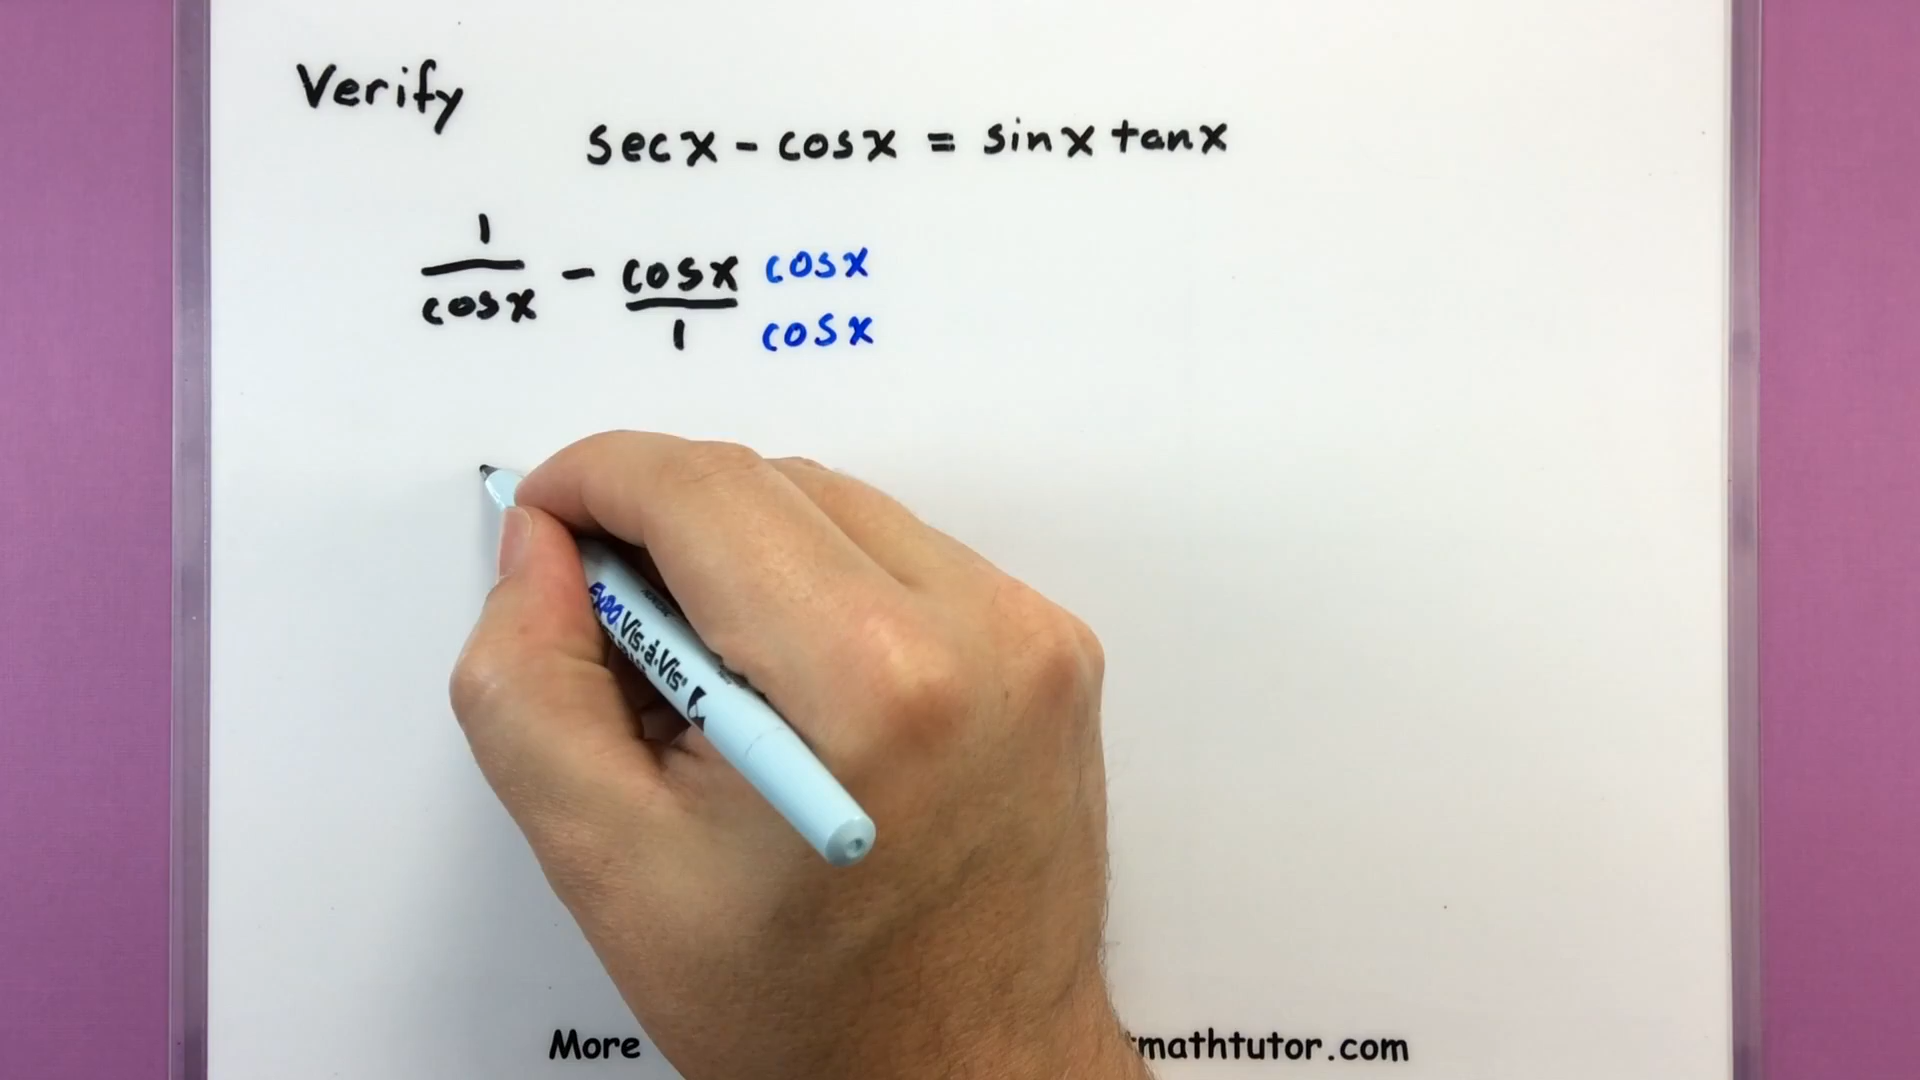 Verify
sec x - cos x = sin x tan x
1/cos x - cos x/1 cos x/cos x
EXPO Vis-à-Vis
More
mathtutor.com